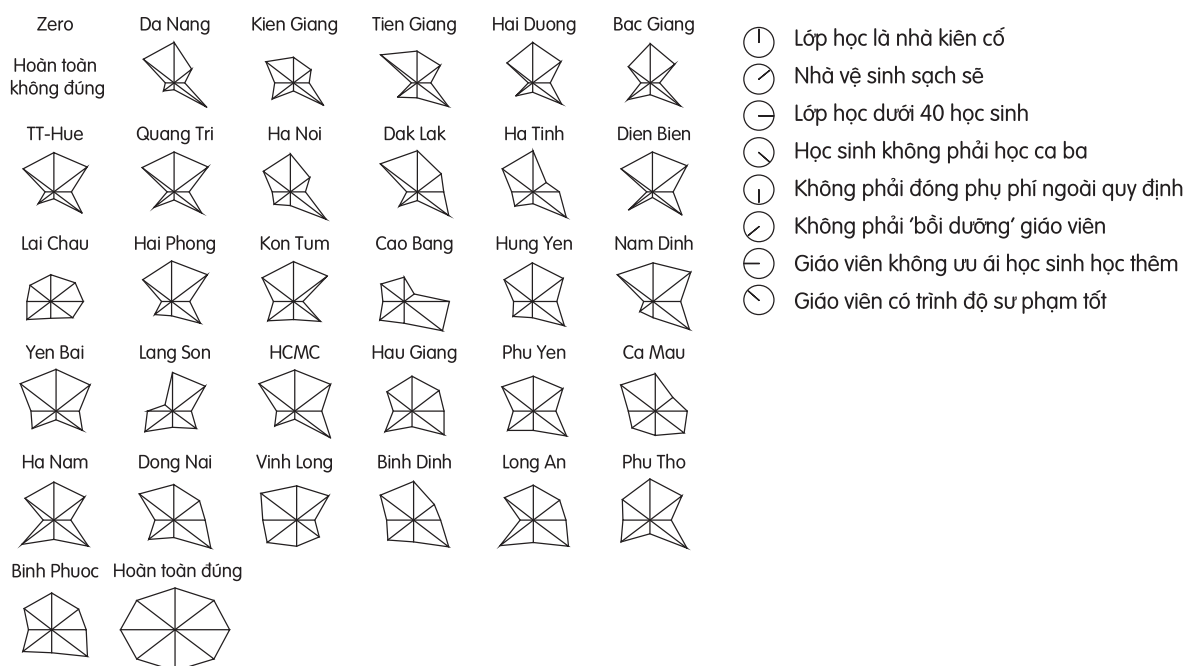 Zero
Da Nang
Kien Giang
Tien Giang
Hai Duong
Bac Giang
Hoàn toàn
không đúng
TT-Hue
Quang Tri
Ha Noi
Dak Lak
Ha Tinh
Dien Bien
Lai Chau
Hai Phong
Kon Tum
Cao Bang
Hung Yen
Nam Dinh
Yen Bai
Lang Son
HCMC
Hau Giang
Phu Yen
Ca Mau
Ha Nam
Dong Nai
Vinh Long
Binh Dinh
Long An
Phu Tho
Binh Phuoc
Hoàn toàn đúng
Lớp học là nhà kiên cố
Nhà vệ sinh sạch sẽ
Lớp học dưới 40 học sinh
Học sinh không phải học ca ba
Không phải đóng phụ phí ngoài quy định
Không phải ‘bồi dưỡng’ giáo viên
Giáo viên không ưu ái học sinh học thêm
Giáo viên có trình độ sư phạm tốt